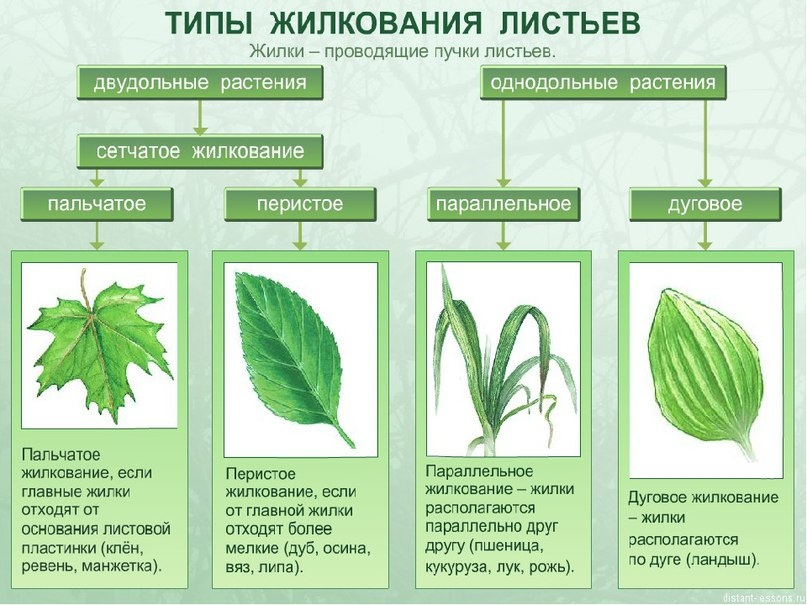 ТИПЫ ЖИЛКОВАНИЯ ЛИСТЬЕВ
Жилки – проводящие пучки листьев.
двудольные растения
однодольные растения
сетчатое жилкование
пальчатое
перистое
параллельное
дуговое
Пальчатое
жилкование, если
главные жилки
отходят от
основания листовой
пластинки (клён,
ревень, манжетка).
Перистое
жилкование, если
от главной жилки
отходят более
мелкие (дуб, осина,
вяз, липа).
Параллельное
жилкование – жилки
располагаются
параллельно друг
другу (пшеница,
кукуруза, лук, рожь).
Дуговое жилкование
– жилки
располагаются
по дуге (ландыш).
distant-lessons.ru